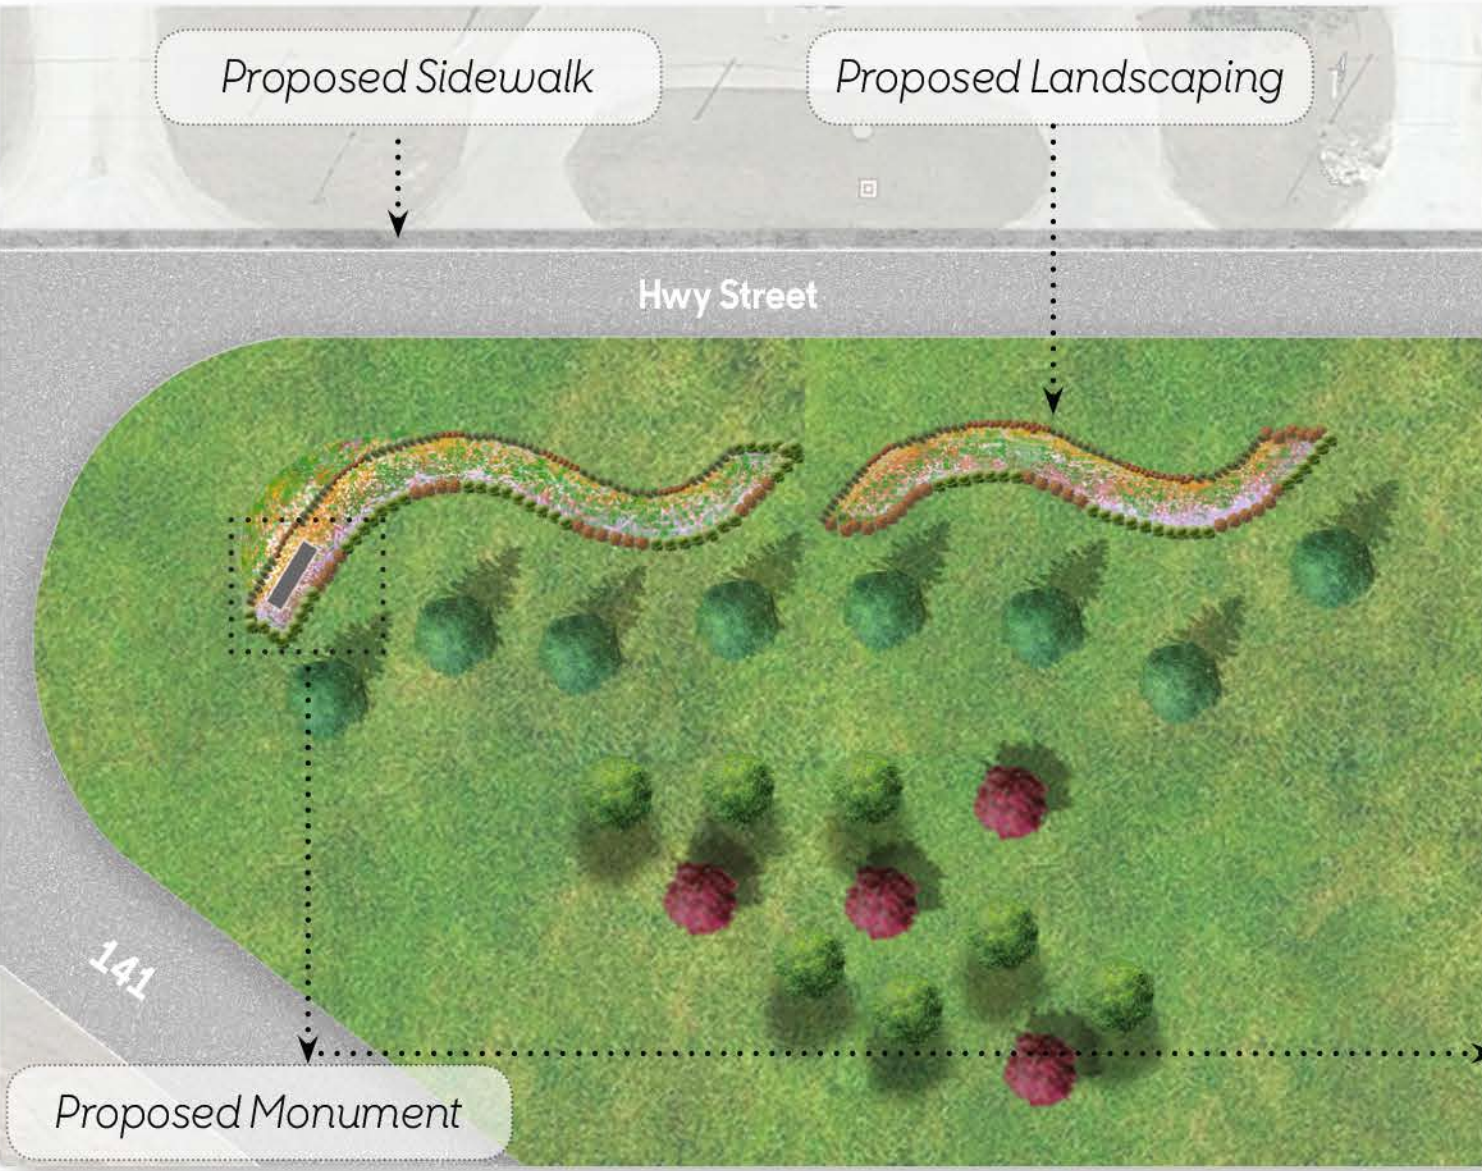 Proposed Sidewalk
Proposed Landscaping
Hwy Street
141
Proposed Monument